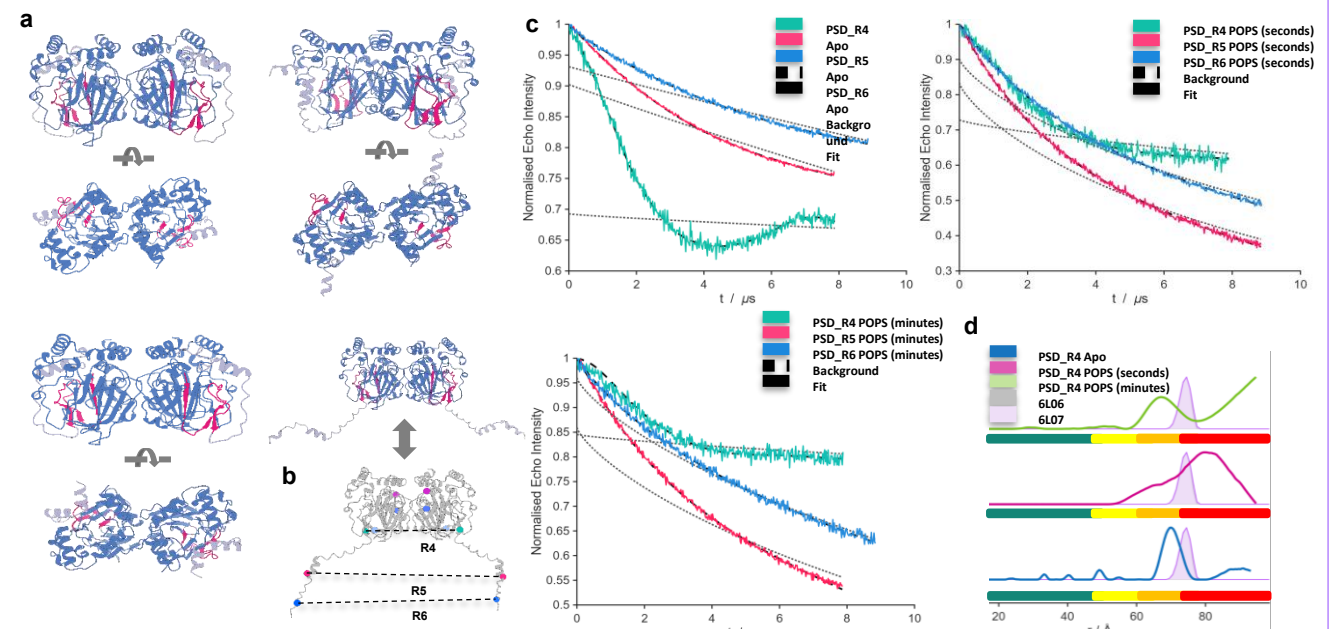 a
b
R4
R5
R6
c
Normalised Echo Intensity
1
0.95
0.9
0.85
0.8
0.75
0.7
0.65
0.6
0
2
4
6
8
10
t / μs
PSD_R4
Apo
PSD_R5
Apo
PSD_R6
Apo
Backgro
und
Fit
Normalised Echo Intensity
1
0.9
0.8
0.7
0.6
0.5
0.4
0.3
0
2
4
6
8
10
t / μs
PSD_R4 POPS (seconds)
PSD_R5 POPS (seconds)
PSD_R6 POPS (seconds)
Background
Fit
Normalised Echo Intensity
1
0.95
0.9
0.85
0.8
0.75
0.7
0.65
0.6
0.55
0.5
0
2
4
6
8
10
PSD_R4 POPS (minutes)
PSD_R5 POPS (minutes)
PSD_R6 POPS (minutes)
Background
Fit
d
PSD_R4 Apo
PSD_R4 POPS (seconds)
PSD_R4 POPS (minutes)
6L06
6L07
20
40
60
80